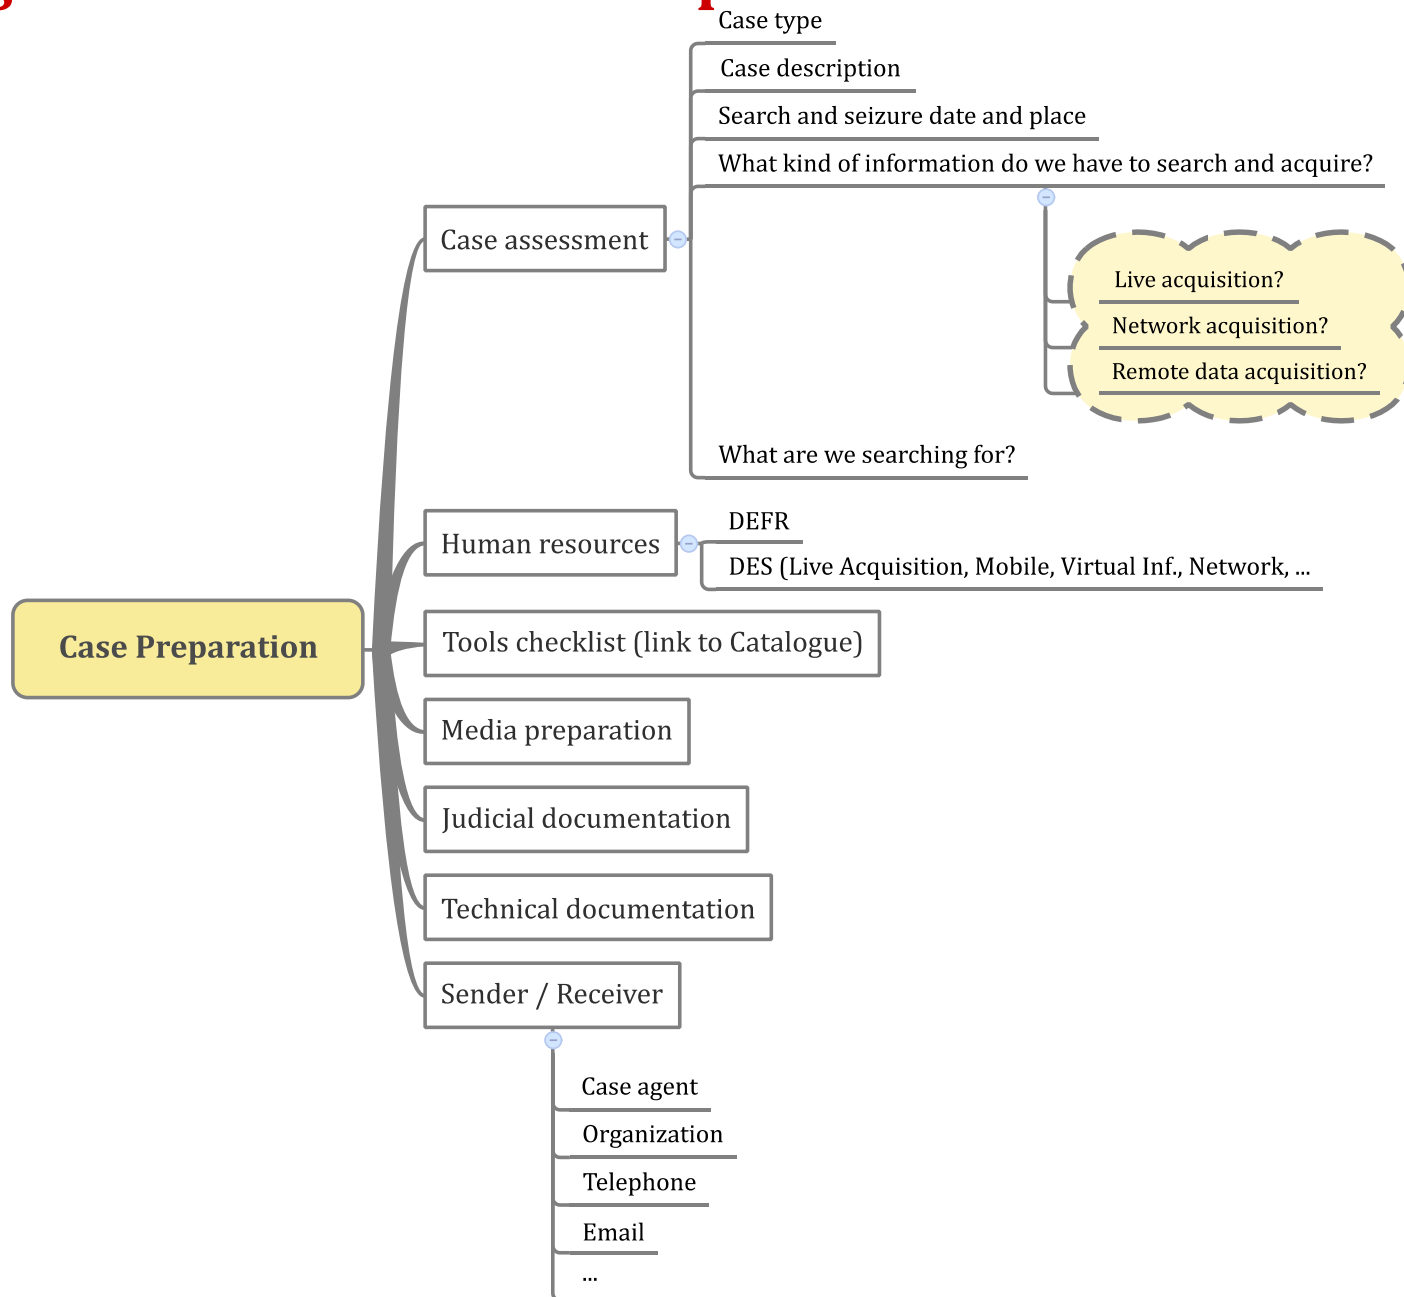 Case type
Case description
Search and seizure date and place
What kind of information do we have to search and acquire?
Case assessment
Live acquisition?
Network acquisition?
Remote data acquisition?
What are we searching for?
DEFR
Human resources
DES (Live Acquisition, Mobile, Virtual Inf., Network, ...
Case Preparation
Tools checklist (link to Catalogue)
Media preparation
Judicial documentation
Technical documentation
Sender / Receiver
Case agent
Organization
Telephone
Email
...